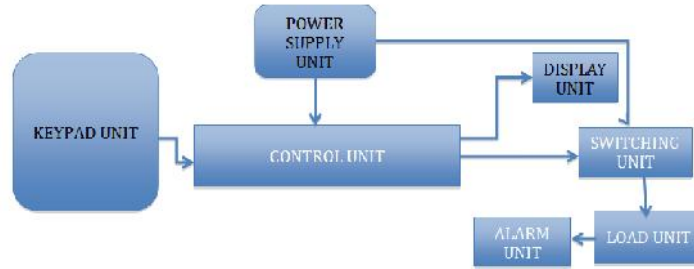 POWER
SUPPLY
UNIT
DISPLAY
UNIT
KEYPAD UNIT
CONTROL UNIT
SWITCHING
UNIT
ALARM
UNIT
LOAD UNIT